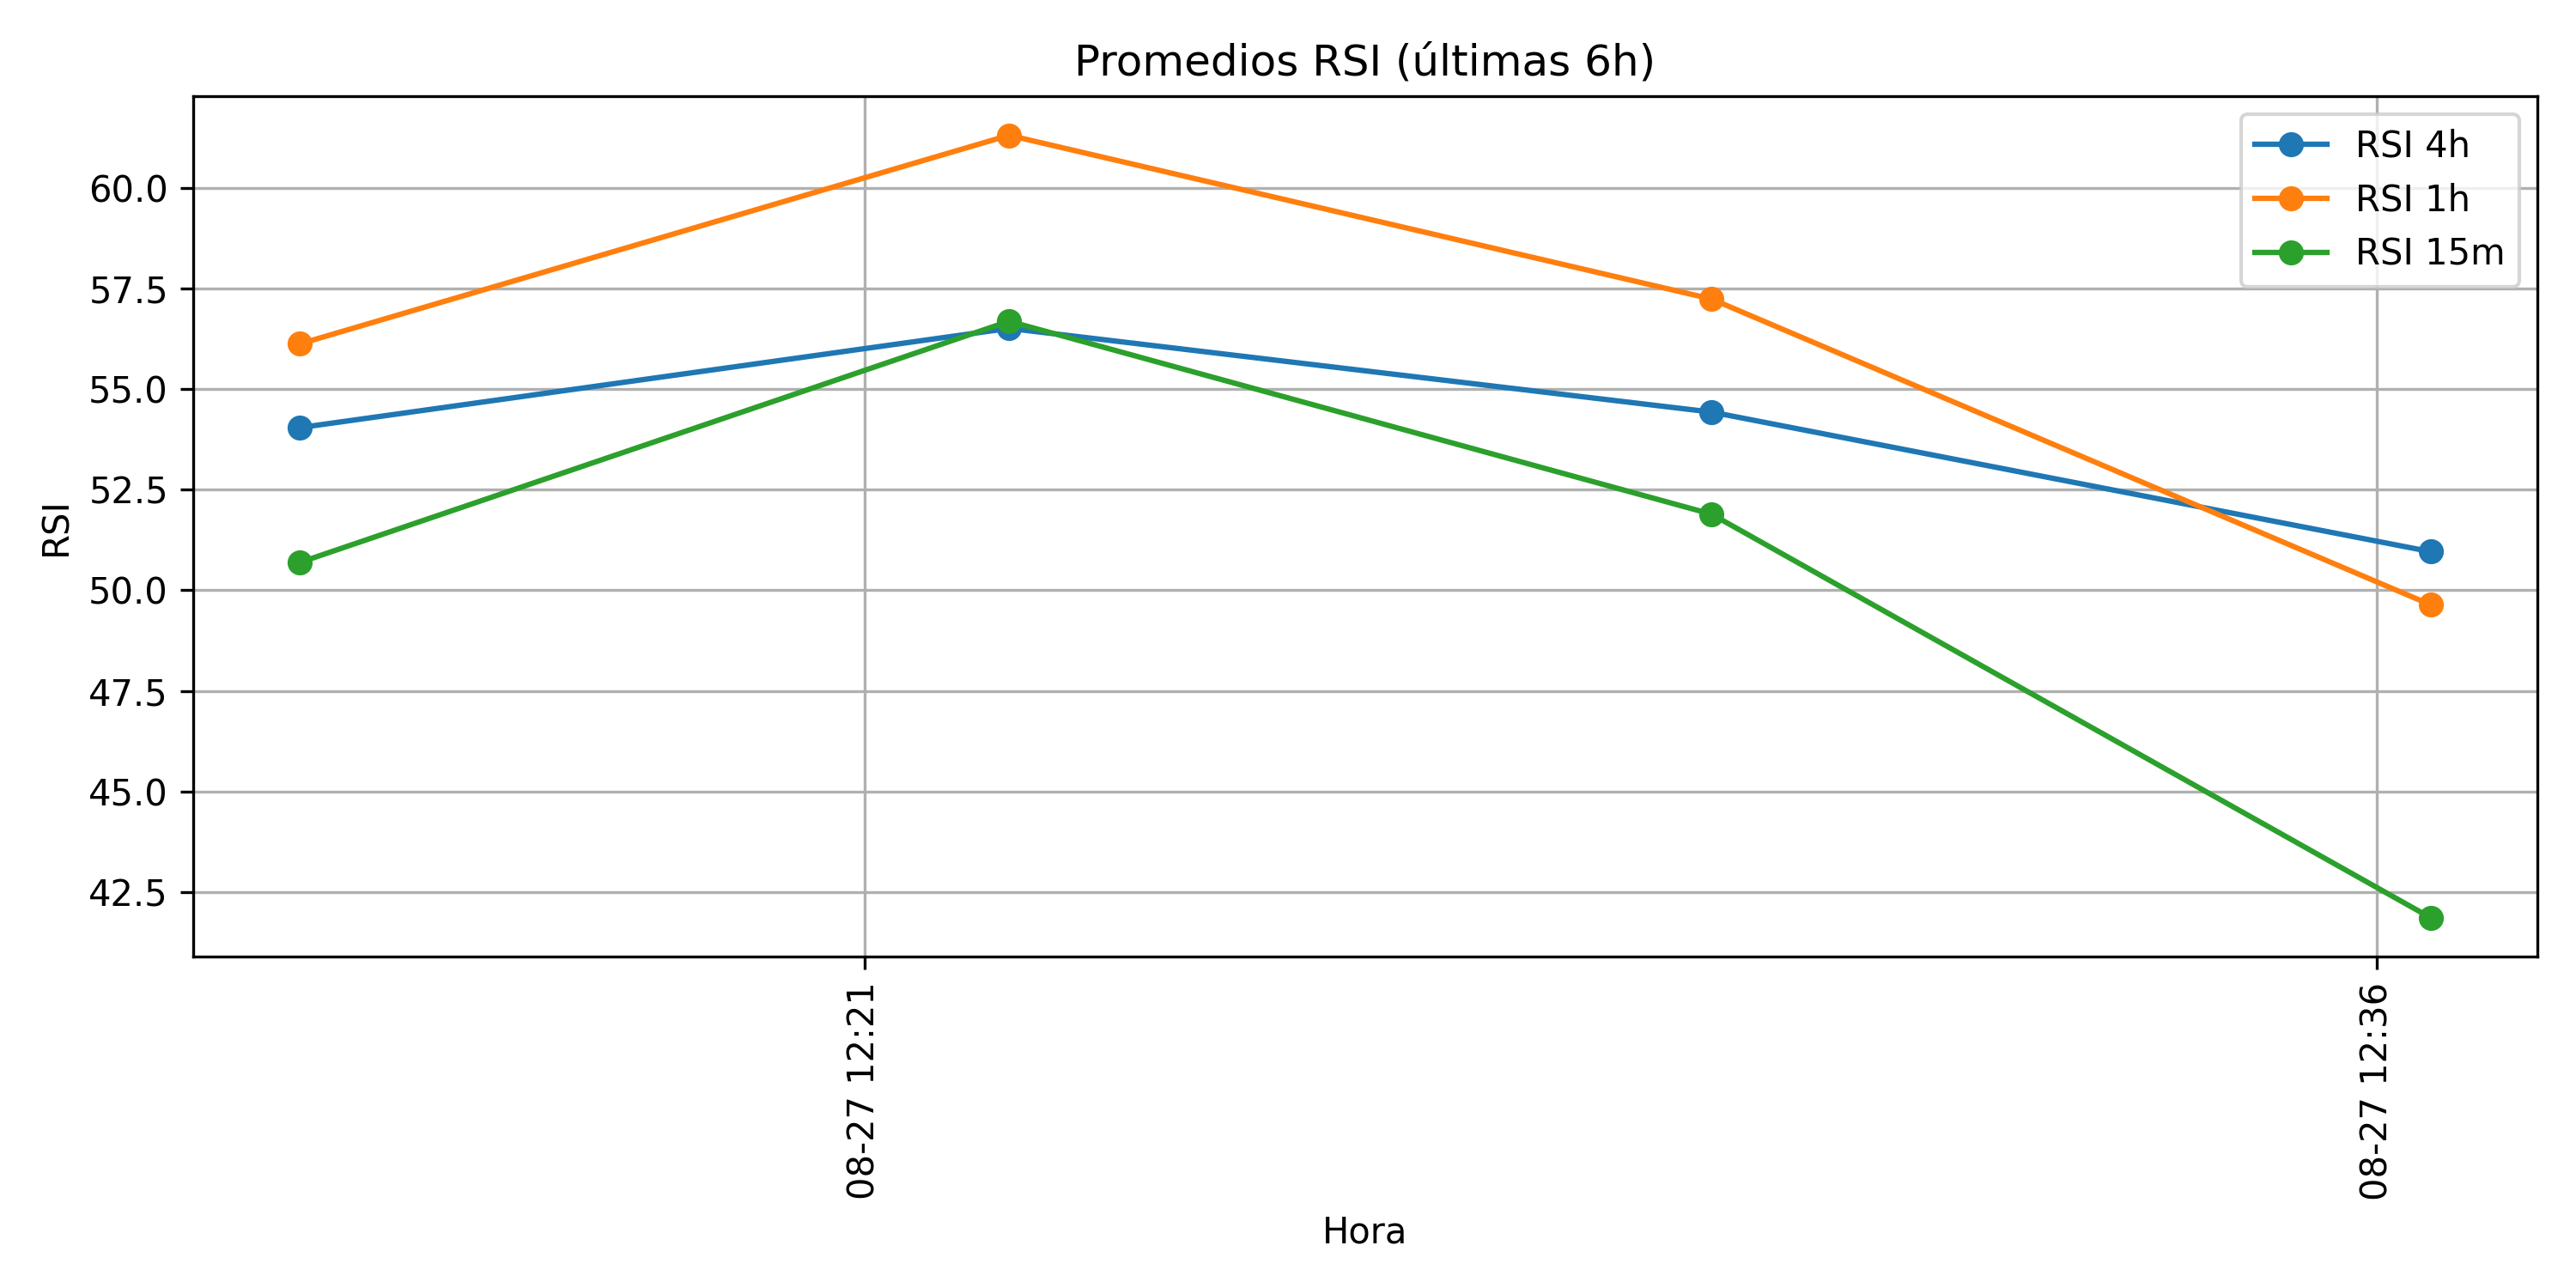 Promedios RSI (últimas 6h)
RSI 4h
RSI 1h
RSI 15m
RSI
60.0
57.5
55.0
52.5
50.0
47.5
45.0
42.5
08-27 12:21
08-27 12:36
Hora